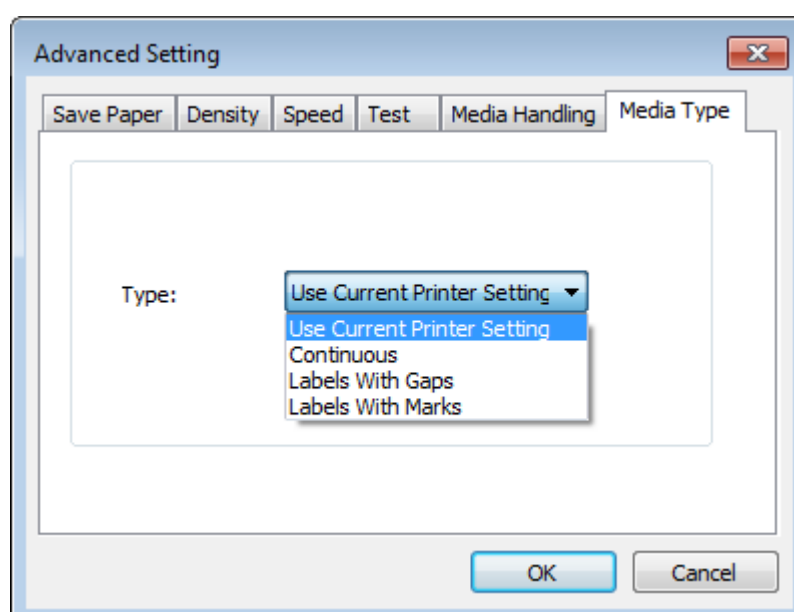 Advanced Setting
Save Paper Density Speed Test Media Handling Media Type
Type: Use Current Printer Setting
Use Current Printer Setting
Continuous
Labels With Gaps
Labels With Marks
OK Cancel